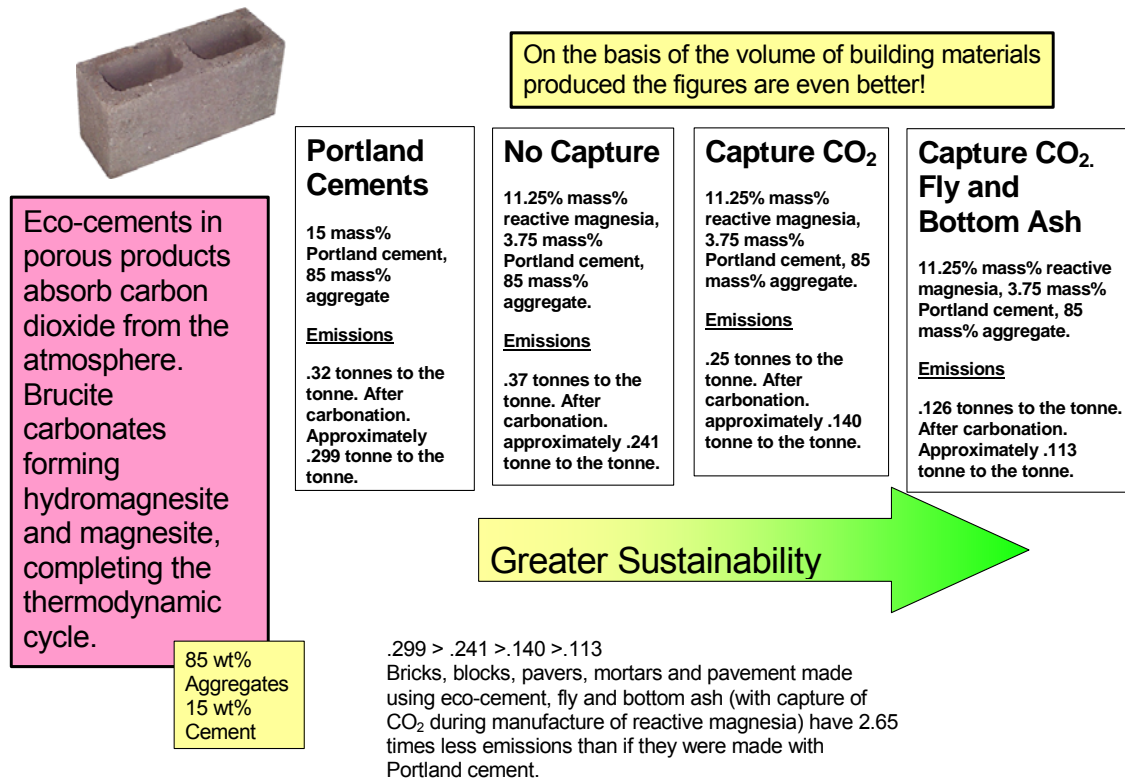 On the basis of the volume of building materials
produced the figures are even better!
Eco-cements in
porous products
absorb carbon
dioxide from the
atmosphere.
Brucite
carbonates
forming
hydromagnesite
and magnesite,
completing the
thermodynamic
cycle.
85 wt%
Aggregates
15 wt%
Cement
Portland
Cements
15 mass%
Portland cement,
85 mass%
aggregate
Emissions
.32 tonnes to the
tonne. After
carbonation.
Approximately
.299 tonne to the
tonne.
No Capture
11.25% mass%
reactive magnesia,
3.75 mass%
Portland cement,
85 mass%
aggregate.
Emissions
.37 tonnes to the
tonne. After
carbonation.
approximately .241
tonne to the tonne.
Capture CO₂
11.25% mass%
reactive magnesia,
3.75 mass%
Portland cement, 85
mass% aggregate.
Emissions
.25 tonnes to the
tonne. After
carbonation.
approximately .140
tonne to the tonne.
Capture CO₂.
Fly and
Bottom Ash
11.25% mass% reactive
magnesia, 3.75 mass%
Portland cement, 85
mass% aggregate.
Emissions
.126 tonnes to the tonne.
After carbonation.
Approximately .113
tonne to the tonne.
Greater Sustainability
.299 > .241 >.140 >.113
Bricks, blocks, pavers, mortars and pavement made
using eco-cement, fly and bottom ash (with capture of
CO₂ during manufacture of reactive magnesia) have 2.65
times less emissions than if they were made with
Portland cement.